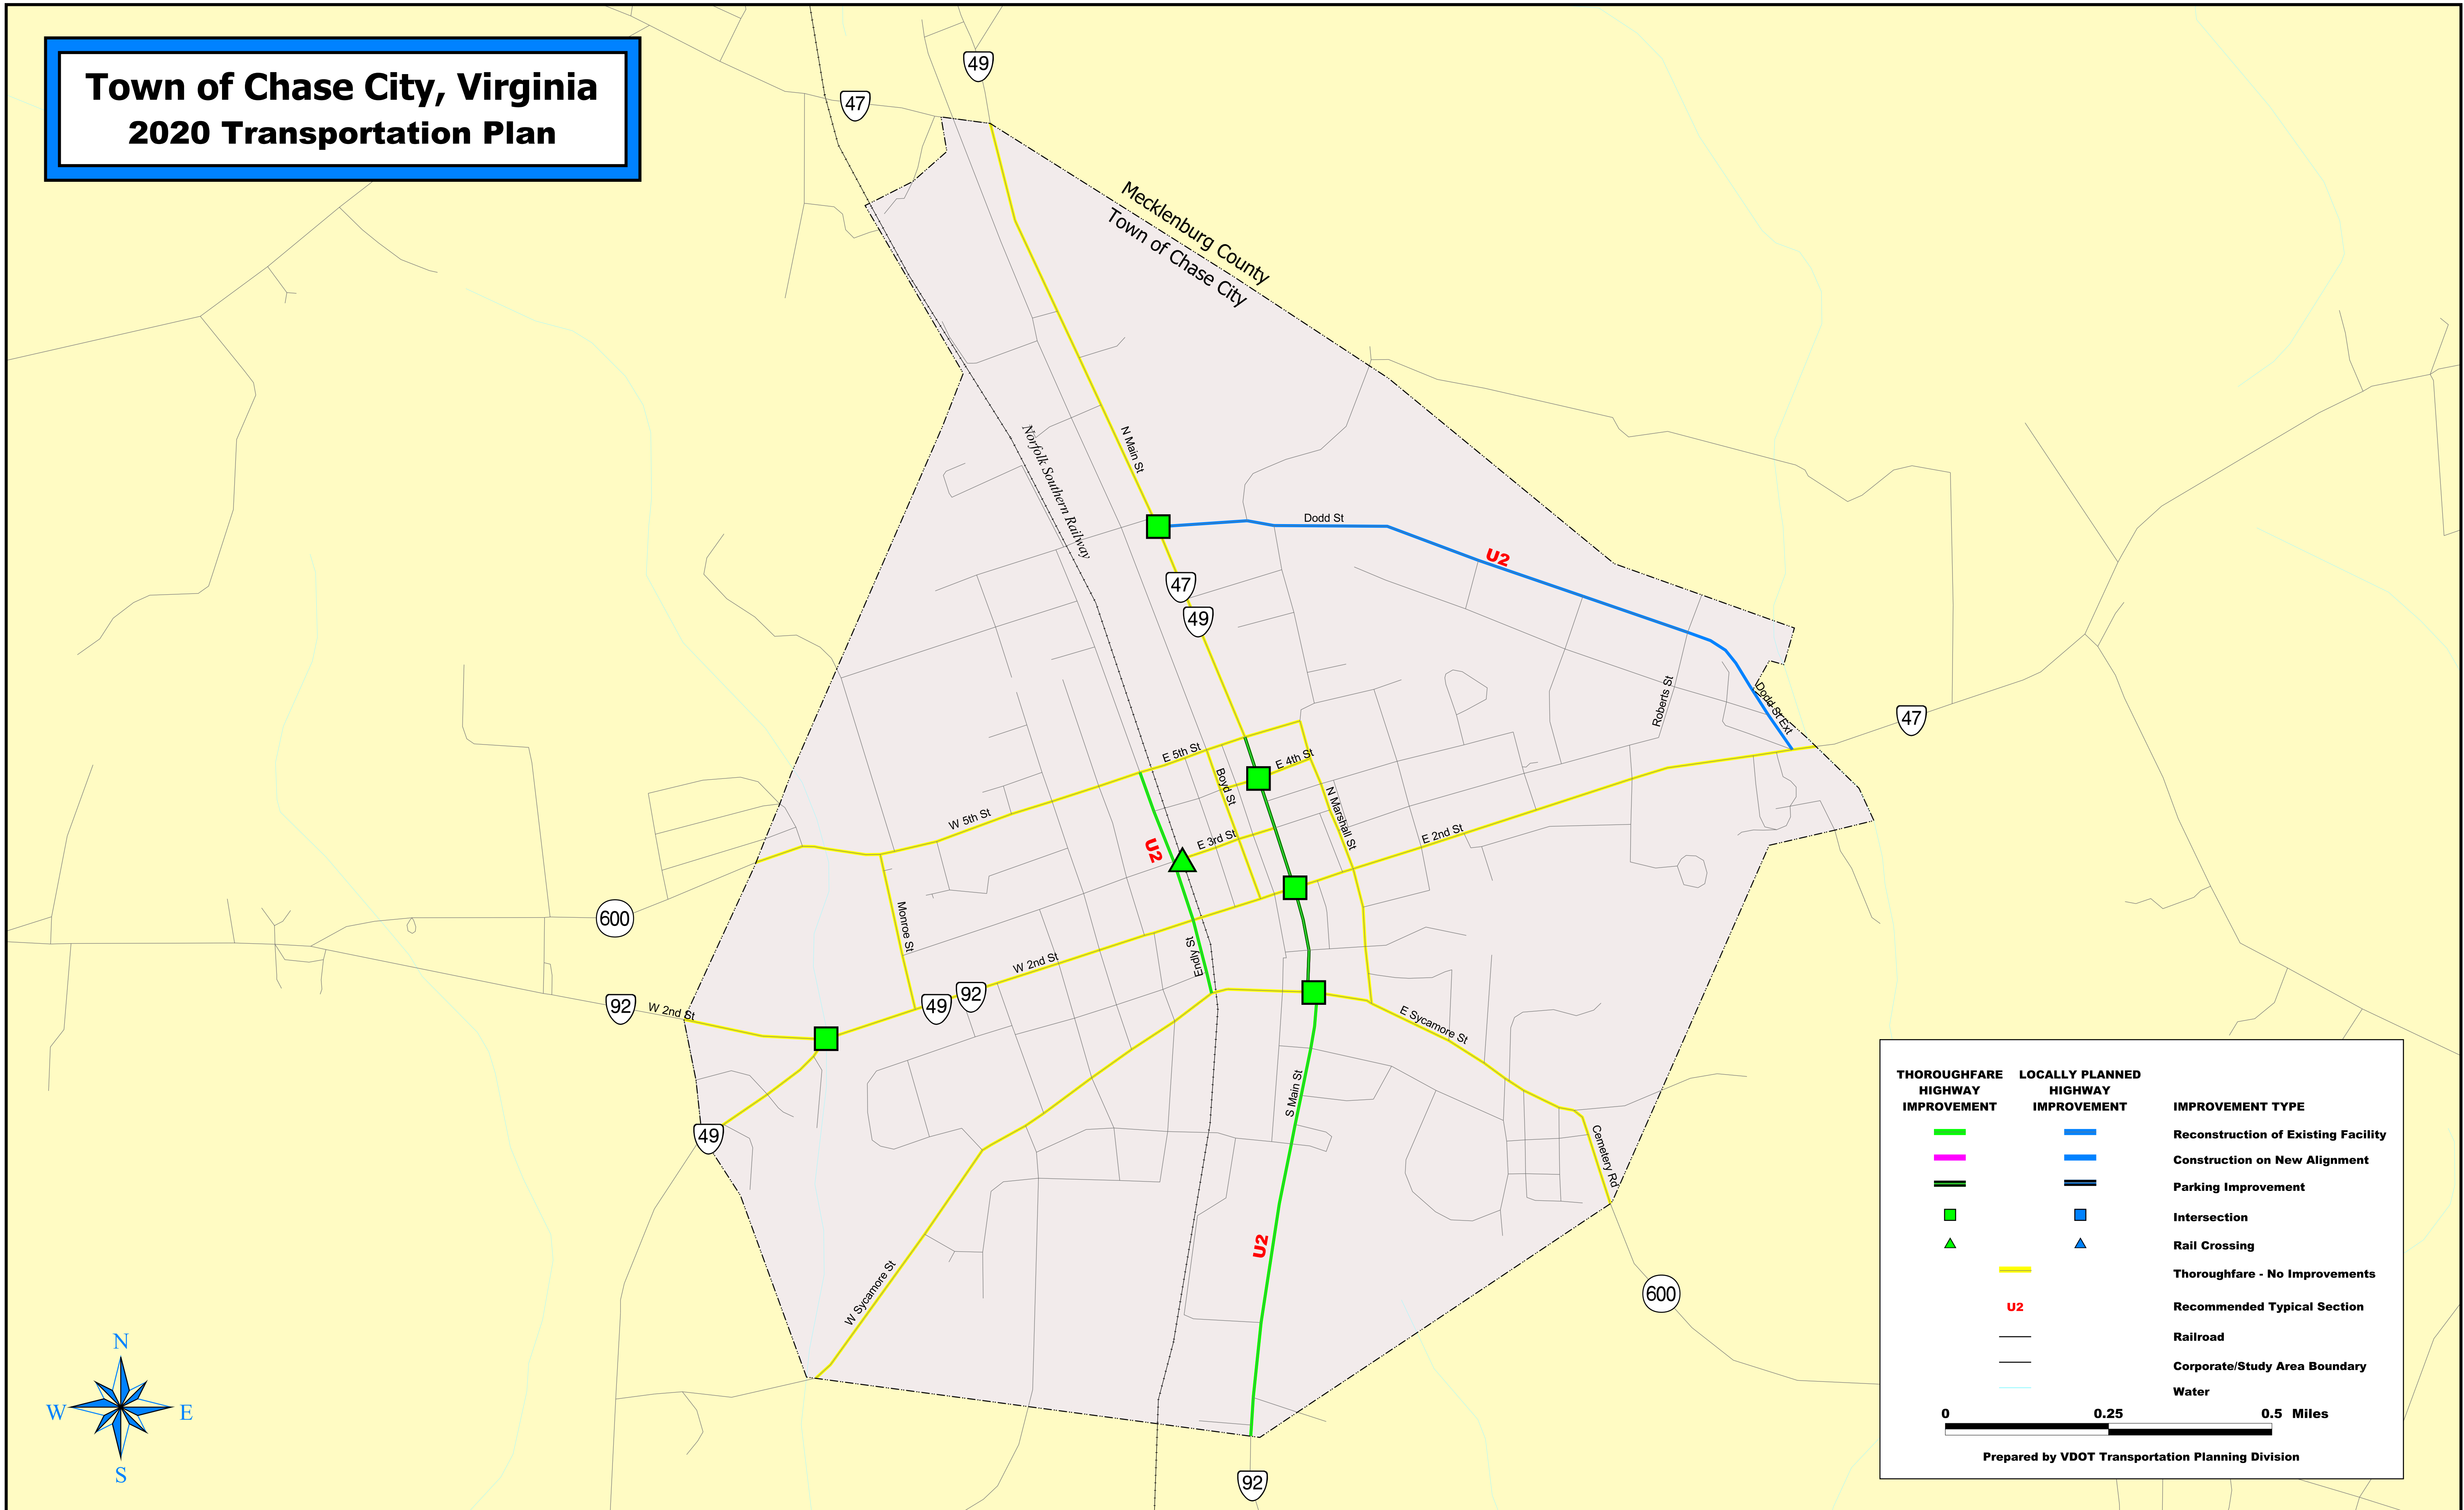 Town of Chase City, Virginia
2020 Transportation Plan
49
47
Mecklenburg County
Town of Chase City
N Main St
Norfolk Southern Railway
Dodd St
U2
47
49
Roberts St
Dodd St Ext
47
E 5th St
E 4th St
Boyd St
N Marshall St
W 5th St
E 3rd St
E 2nd St
U2
Monroe St
600
Endly St
W 2nd St
92
49
92
W 2nd St
E Sycamore St
S Main St
49
Cemetery Rd
U2
W Sycamore St
600
92
N
W
E
S
THOROUGHFARE
HIGHWAY
IMPROVEMENT
LOCALLY PLANNED
HIGHWAY
IMPROVEMENT
IMPROVEMENT TYPE
Reconstruction of Existing Facility
Construction on New Alignment
Parking Improvement
Intersection
Rail Crossing
Thoroughfare - No Improvements
U2 Recommended Typical Section
Railroad
Corporate/Study Area Boundary
Water
0 0.25 0.5 Miles
Prepared by VDOT Transportation Planning Division